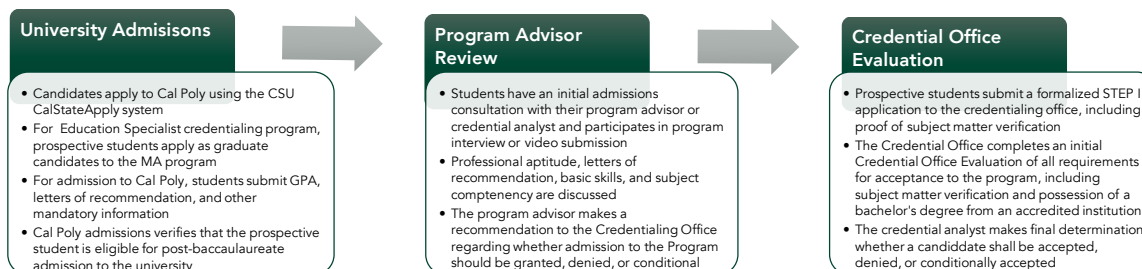 University Admisisons
• Candidates apply to Cal Poly using the CSU
CalStateApply system
• For Education Specialist credentialing program,
prospective students apply as graduate
candidates to the MA program
• For admission to Cal Poly, students submit GPA,
letters of recommendation, and other
mandatory information
• Cal Poly admissions verifies that the prospective
student is eligible for post-baccaulaureate
admission to the university
Program Advisor
Review
• Students have an initial admissions
consultation with their program advisor or
credential analyst and participates in program
interview or video submission
• Professional aptitude, letters of
recommendation, basic skills, and subject
comptenency are discussed
• The program advisor makes a
recommendation to the Credentialing Office
regarding whether admission to the Program
should be granted, denied, or conditional
Credential Office
Evaluation
• Prospective students submit a formalized STEP I
application to the credentialing office, including
proof of subject matter verification
• The Credential Office completes an initial
Credential Office Evaluation of all requirements
for acceptance to the program, including
subject matter verification and possession of a
bachelor's degree from an accredited institution
• The credential analyst makes final determination
whether a candiddate shall be accepted,
denied, or conditionally accepted